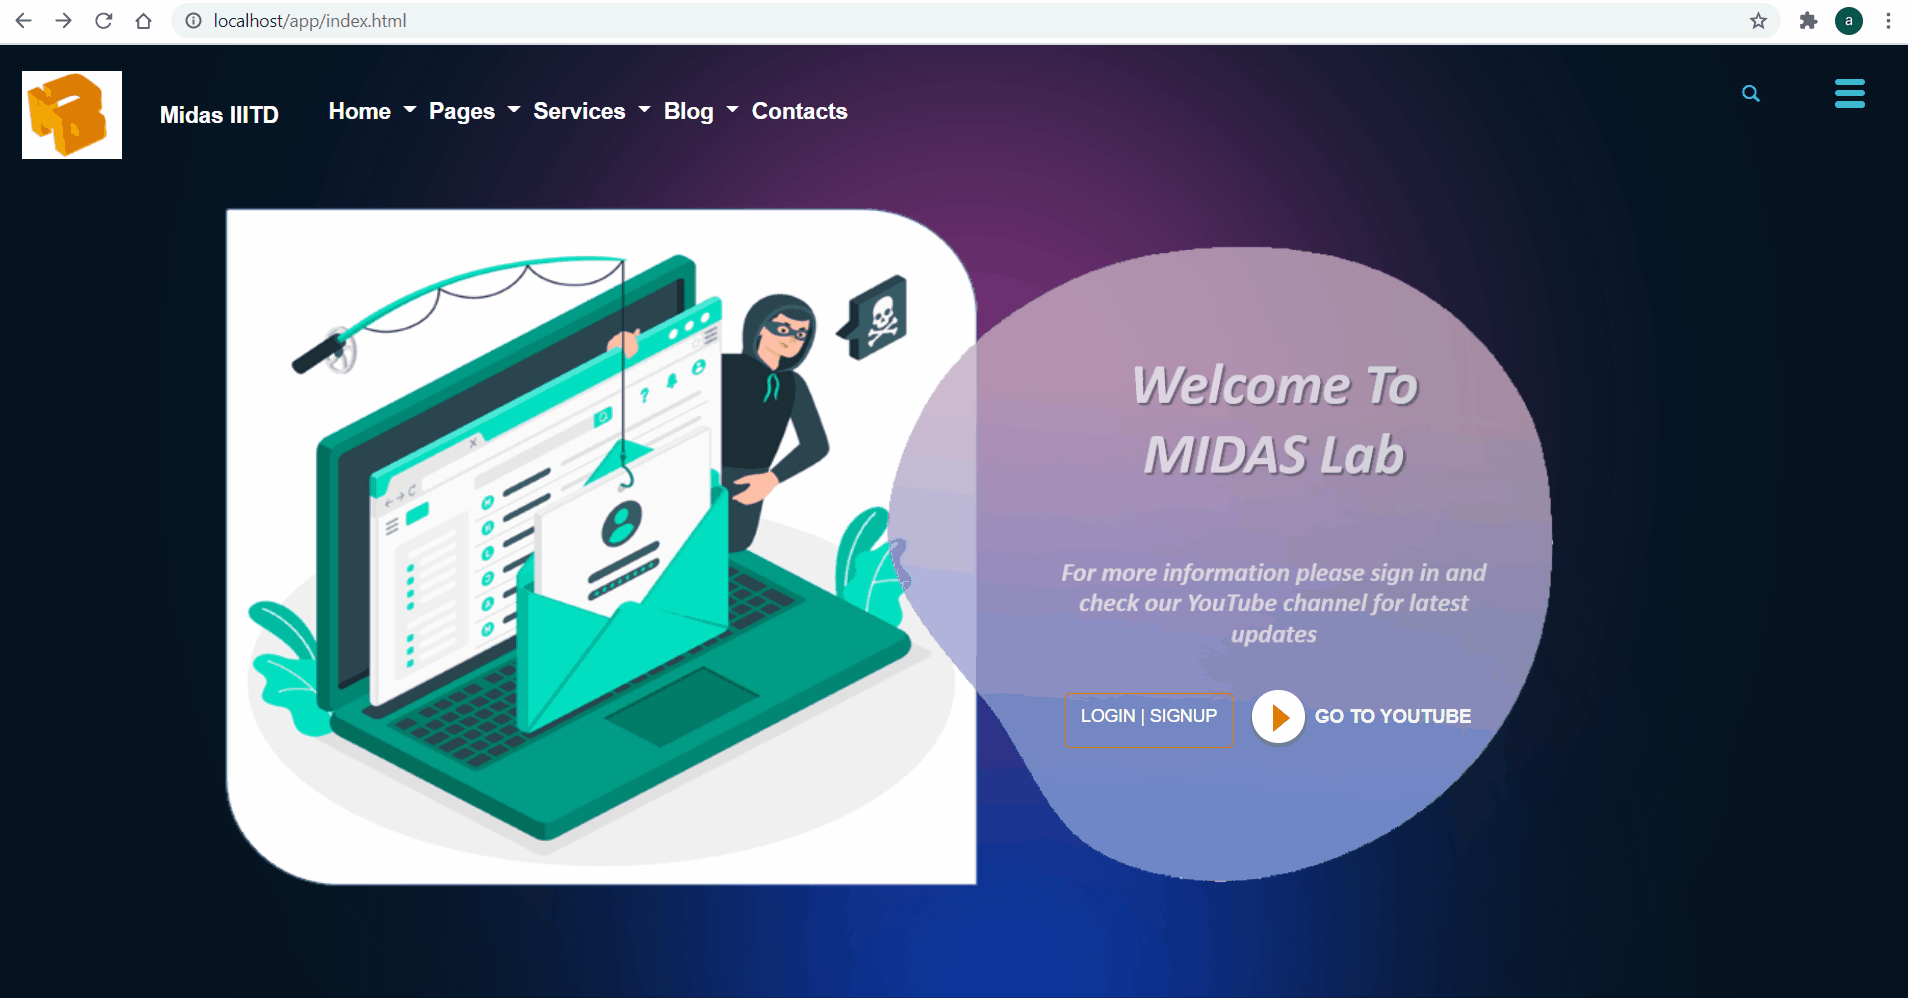 localhost/app/index.html
a
Midas IIITD
Home Pages Services Blog Contacts
Welcome To
MIDAS Lab
For more information please sign in and
check our YouTube channel for latest
updates
LOGIN | SIGNUP
GO TO YOUTUBE